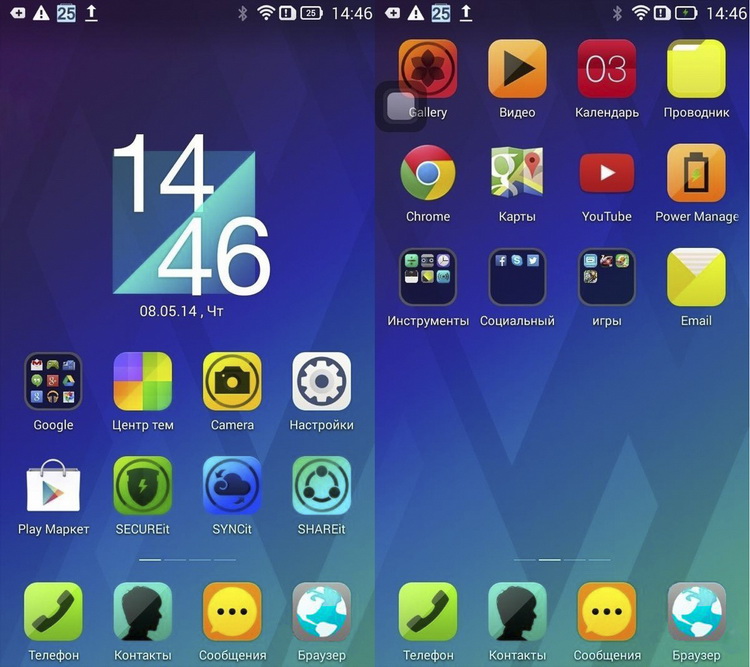 25
25
14:46
14
46
08.05.14 , Чт
Google
Центр тем
Camera
Настройки
Play Маркет
SECUREit
SYNCit
SHAREit
Телефон
Контакты
Сообщения
Браузер
25
14:46
03
Gallery
Видео
Календарь
Проводник
Chrome
Карты
YouTube
Power Manage
Инструменты
Социальный
игры
Email
Телефон
Контакты
Сообщения
Браузер